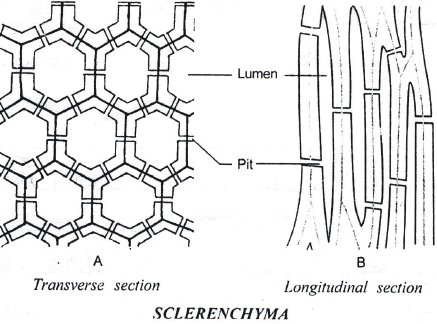 Lumen
Pit
A
B
Transverse section
Longitudinal section
SCLERENCHYMA